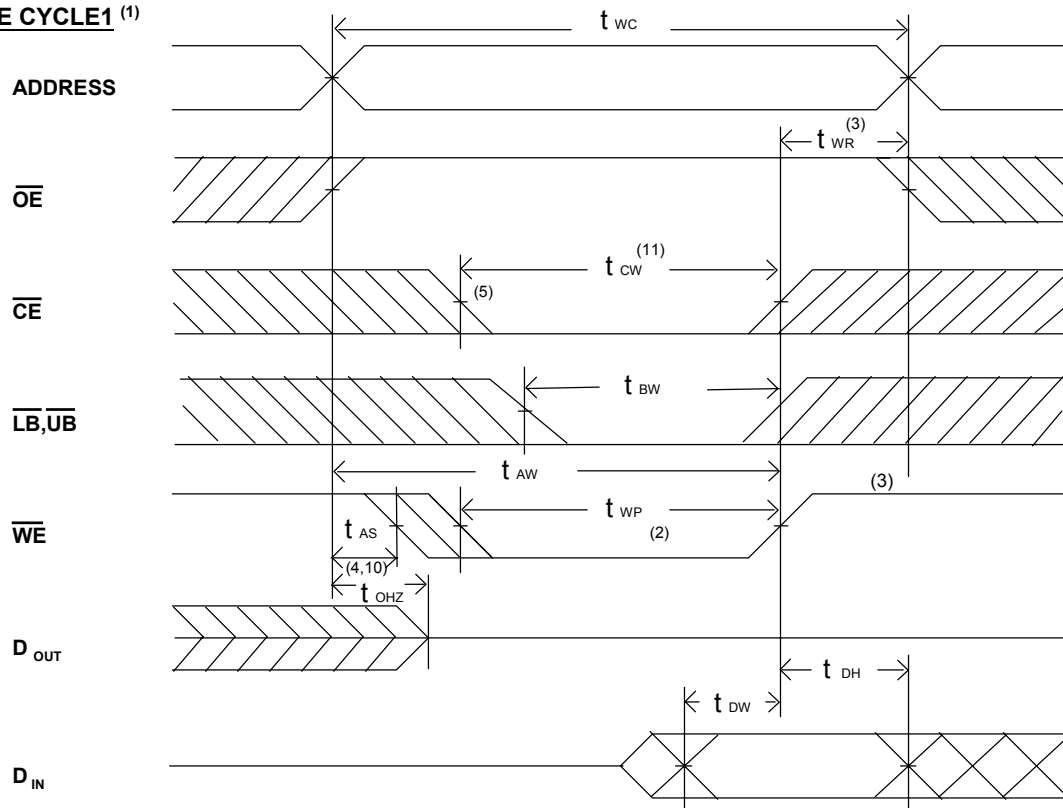 E CYCLE1 (1)
t WC
ADDRESS
t WR (3)
OE
t CW (11)
CE
(5)
t BW
LB,UB
t AW
(3)
t WP
WE
t AS
(2)
(4,10)
t OHZ
D OUT
t DH
t DW
D IN